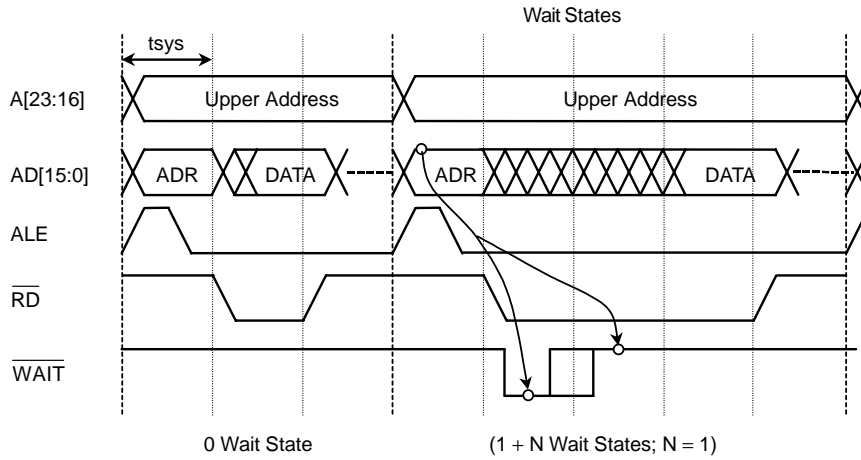 Wait States
tsys
A[23:16] Upper Address Upper Address
AD[15:0] ADR DATA ADR DATA
ALE
RD
WAIT
0 Wait State (1 + N Wait States; N = 1)